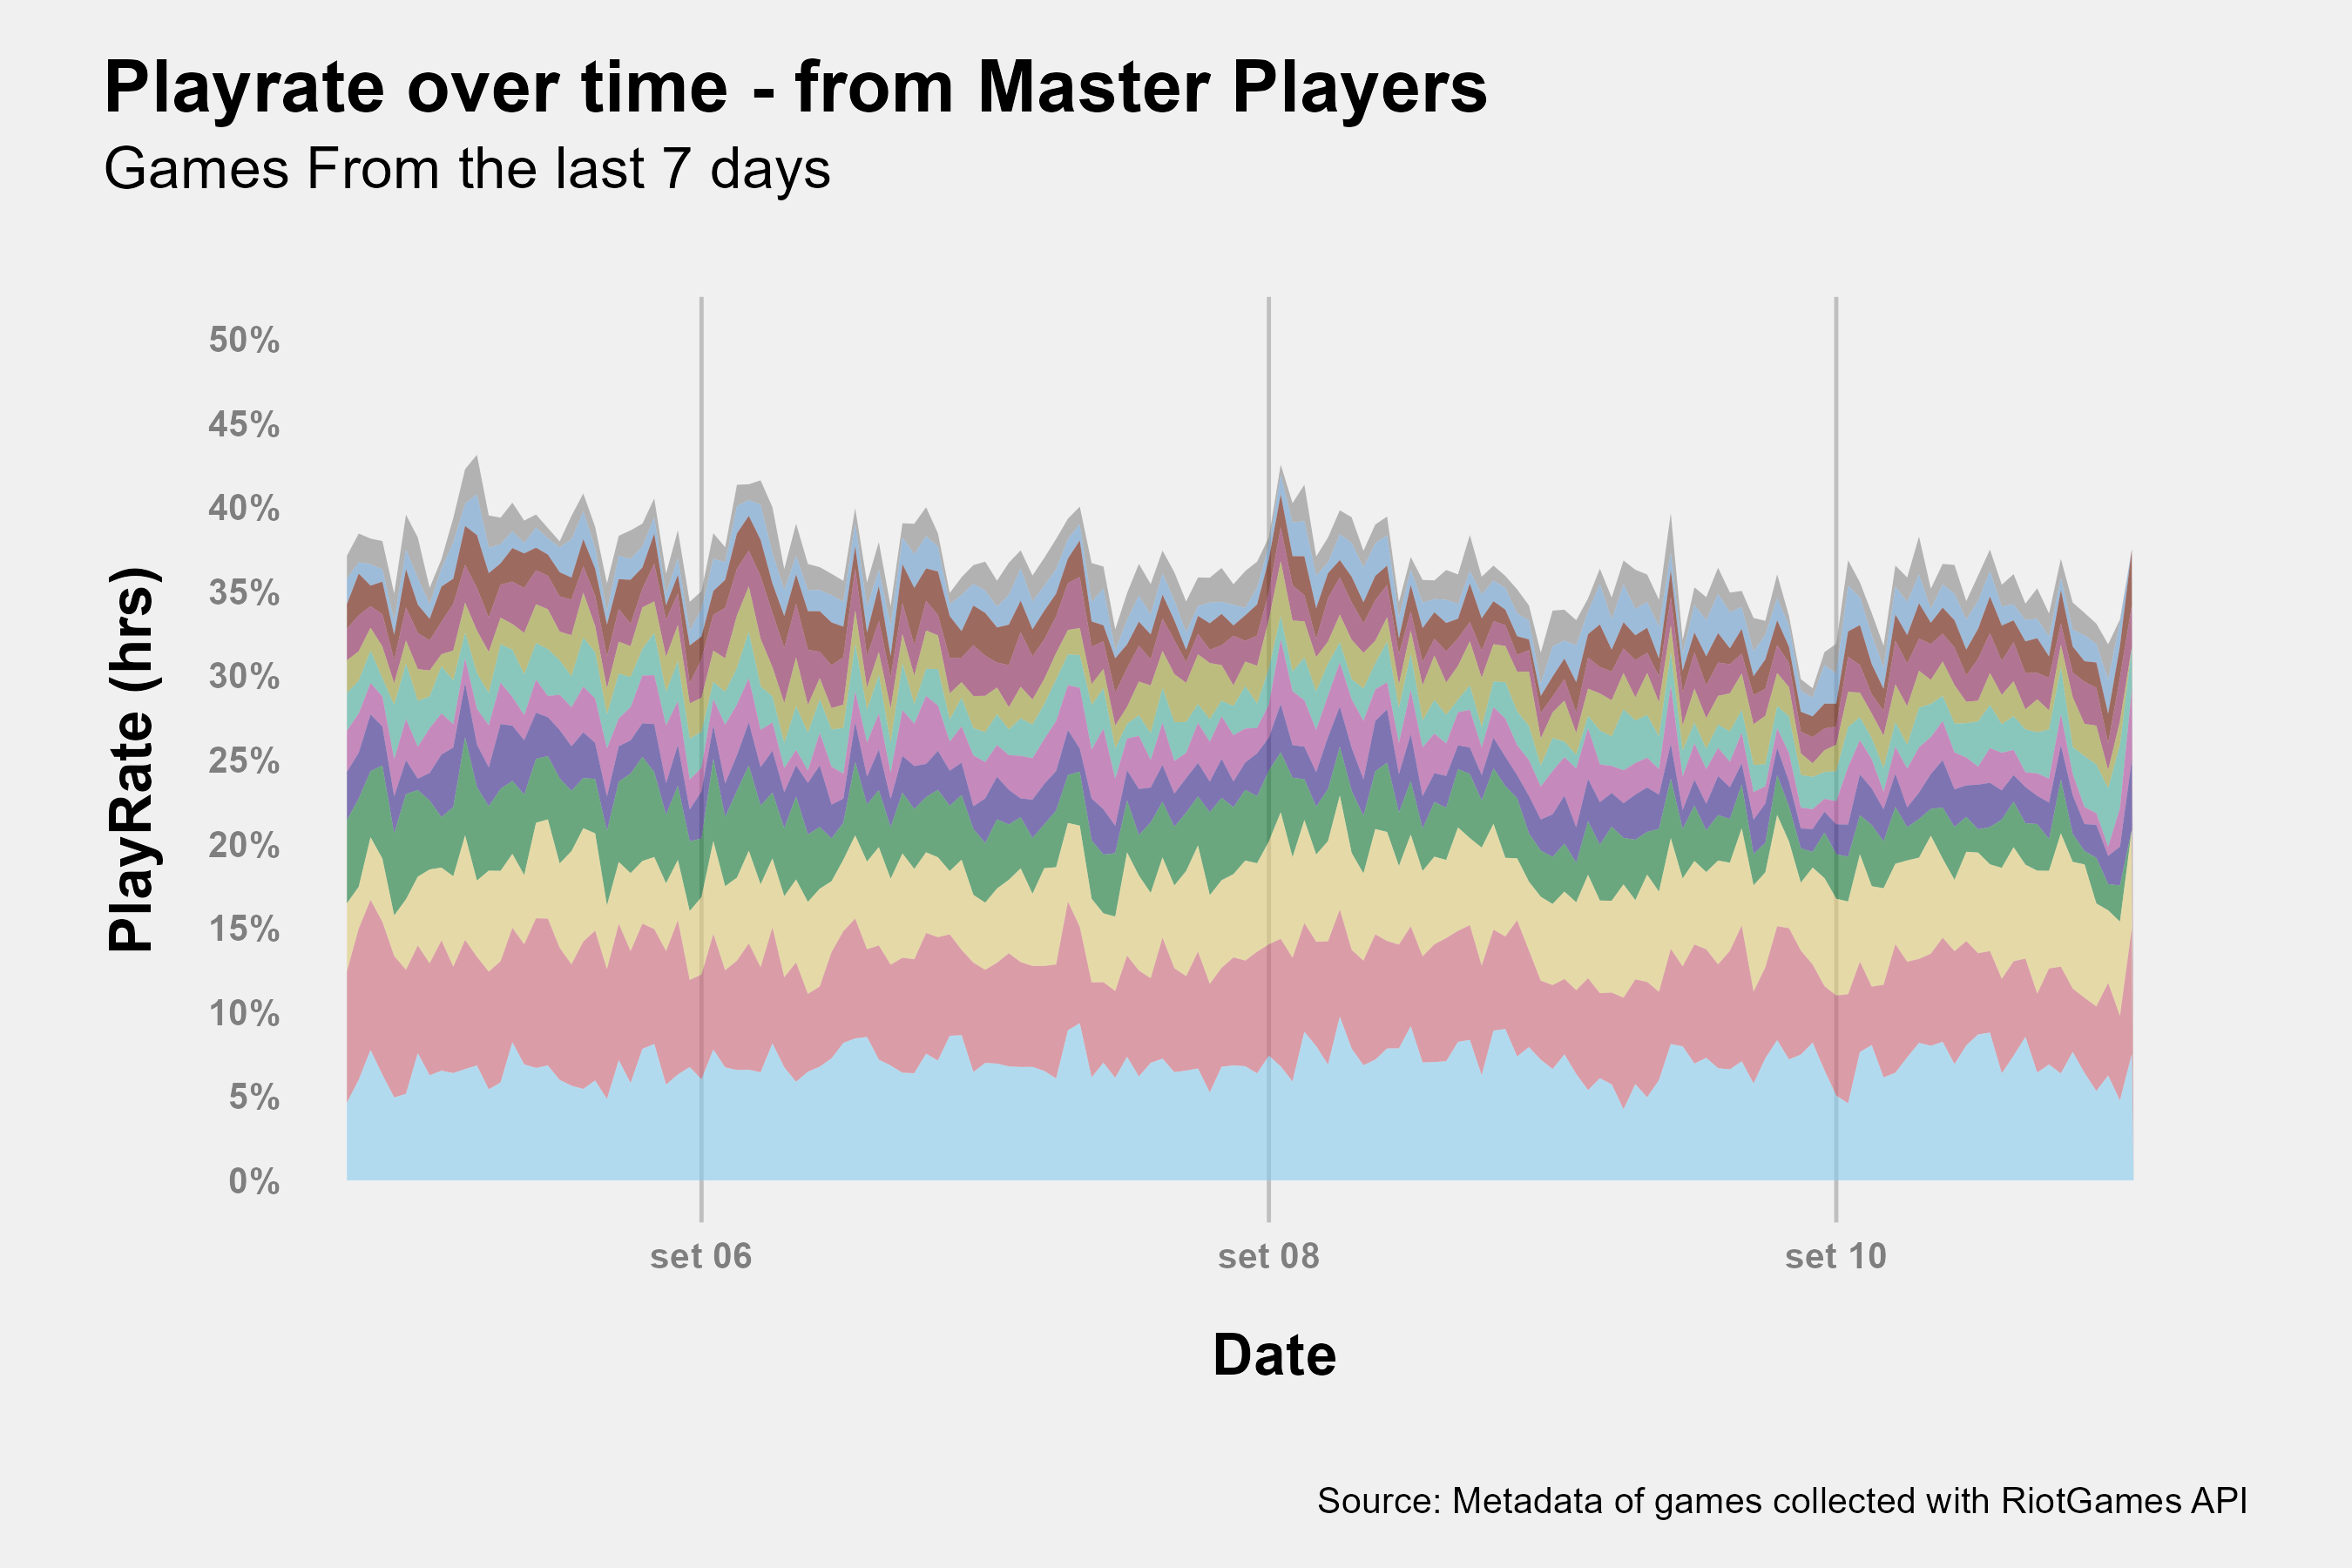 Playrate over time - from Master Players
Games From the last 7 days
PlayRate (hrs)
50%
45%
40%
35%
30%
25%
20%
15%
10%
5%
0%
set 06
set 08
set 10
Date
Source: Metadata of games collected with RiotGames API